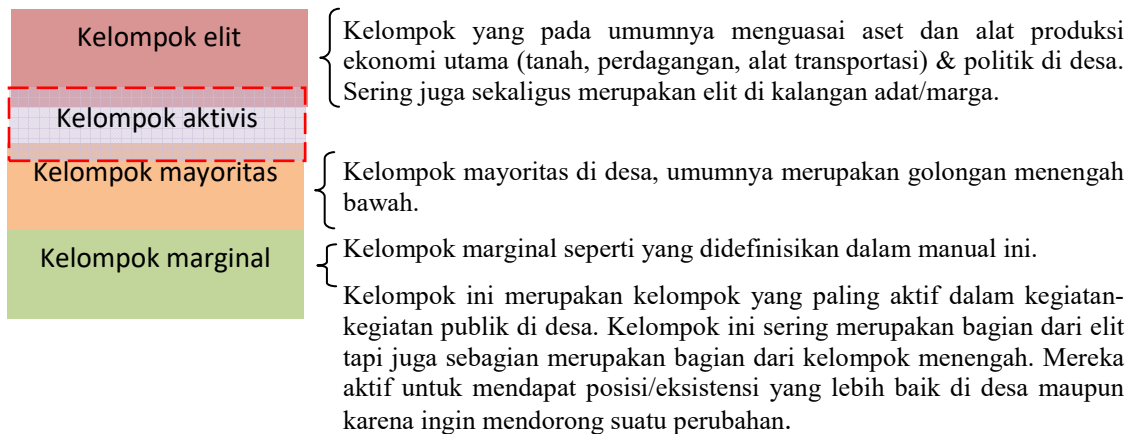 Kelompok elit
Kelompok yang pada umumnya menguasai aset dan alat produksi
ekonomi utama (tanah, perdagangan, alat transportasi) & politik di desa.
Sering juga sekaligus merupakan elit di kalangan adat/marga.
Kelompok aktivis
Kelompok mayoritas
Kelompok mayoritas di desa, umumnya merupakan golongan menengah
bawah.
Kelompok marginal
Kelompok marginal seperti yang didefinisikan dalam manual ini.
Kelompok ini merupakan kelompok yang paling aktif dalam kegiatan-
kegiatan publik di desa. Kelompok ini sering merupakan bagian dari elit
tapi juga sebagian merupakan bagian dari kelompok menengah. Mereka
aktif untuk mendapat posisi/eksistensi yang lebih baik di desa maupun
karena ingin mendorong suatu perubahan.